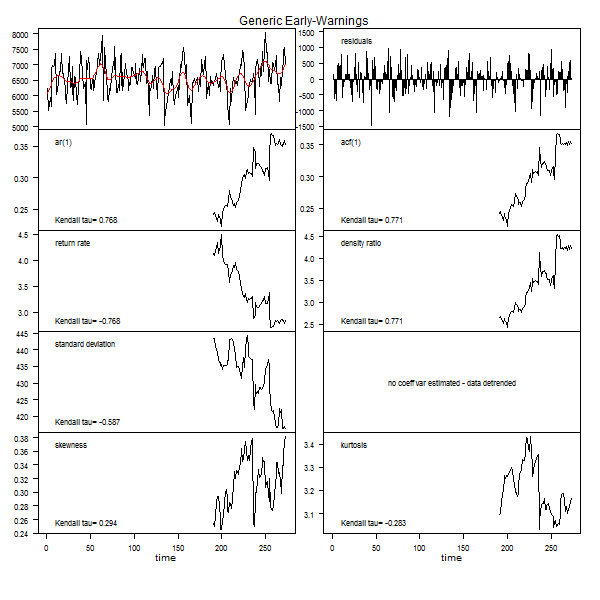 Generic Early-Warnings
8000
7500
7000
6500
6000
5500
5000
residuals
1500
1000
500
0
-500
-1500
ar(1)
0.35
0.30
0.25
Kendall tau= 0.768
acf(1)
0.35
0.30
0.25
Kendall tau= 0.771
return rate
4.5
4.0
3.5
3.0
Kendall tau= -0.768
density ratio
4.5
4.0
3.5
3.0
2.5
Kendall tau= 0.771
standard deviation
445
440
435
430
425
420
Kendall tau= -0.587
no coeff var estimated - data detrended
skewness
0.38
0.36
0.34
0.32
0.30
0.28
0.26
0.24
Kendall tau= 0.294
0 50 100 150 200 250
time
kurtosis
3.4
3.3
3.2
3.1
Kendall tau= -0.283
0 50 100 150 200 250
time